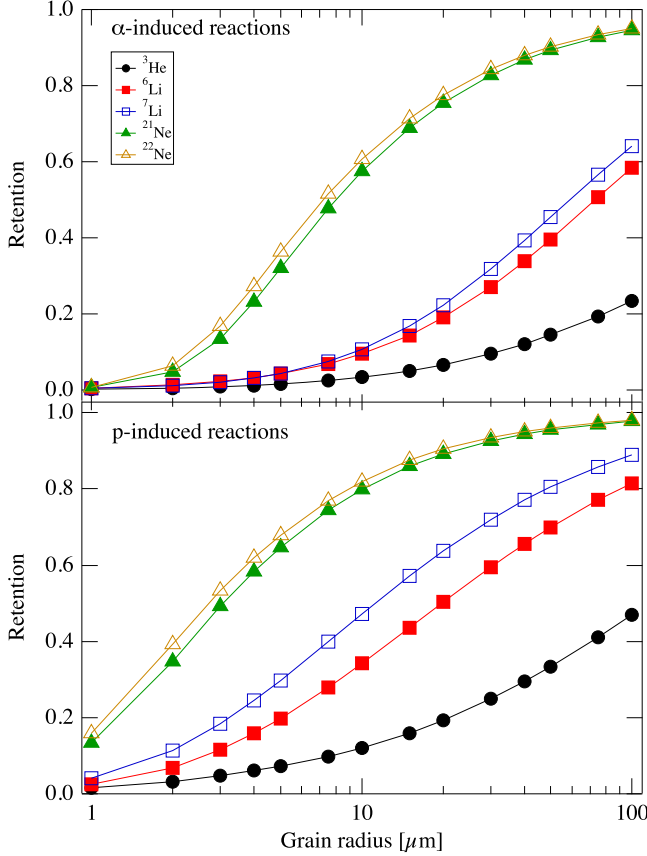 1.0
α-induced reactions
³He
⁶Li
⁷Li
²¹Ne
²²Ne
0.8
0.6
0.4
0.2
0.0
Retention
1.0
p-induced reactions
0.8
0.6
0.4
0.2
0.0
Retention
1
10
100
Grain radius [µm]